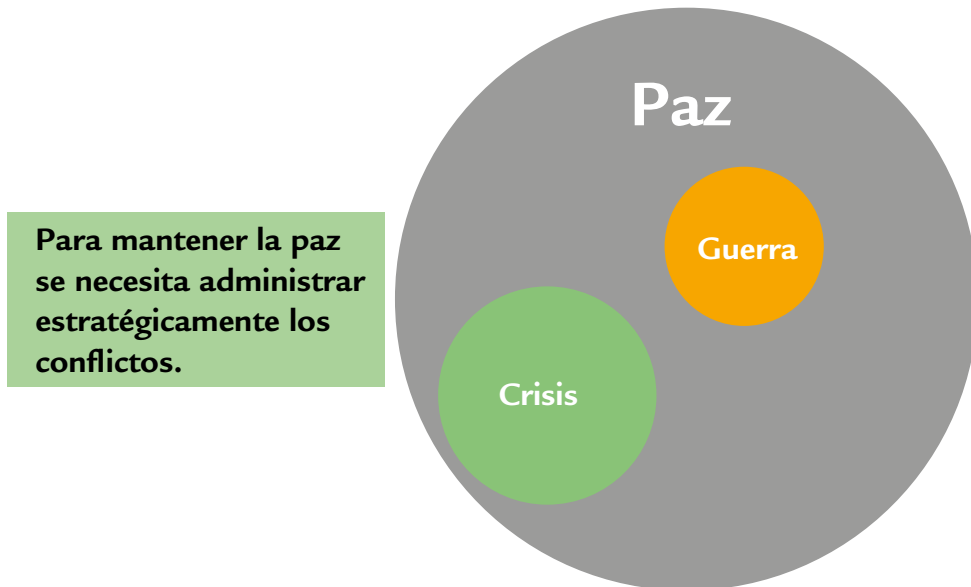 Paz
Guerra
Para mantener la paz
se necesita administrar
estratégicamente los
conflictos.
Crisis